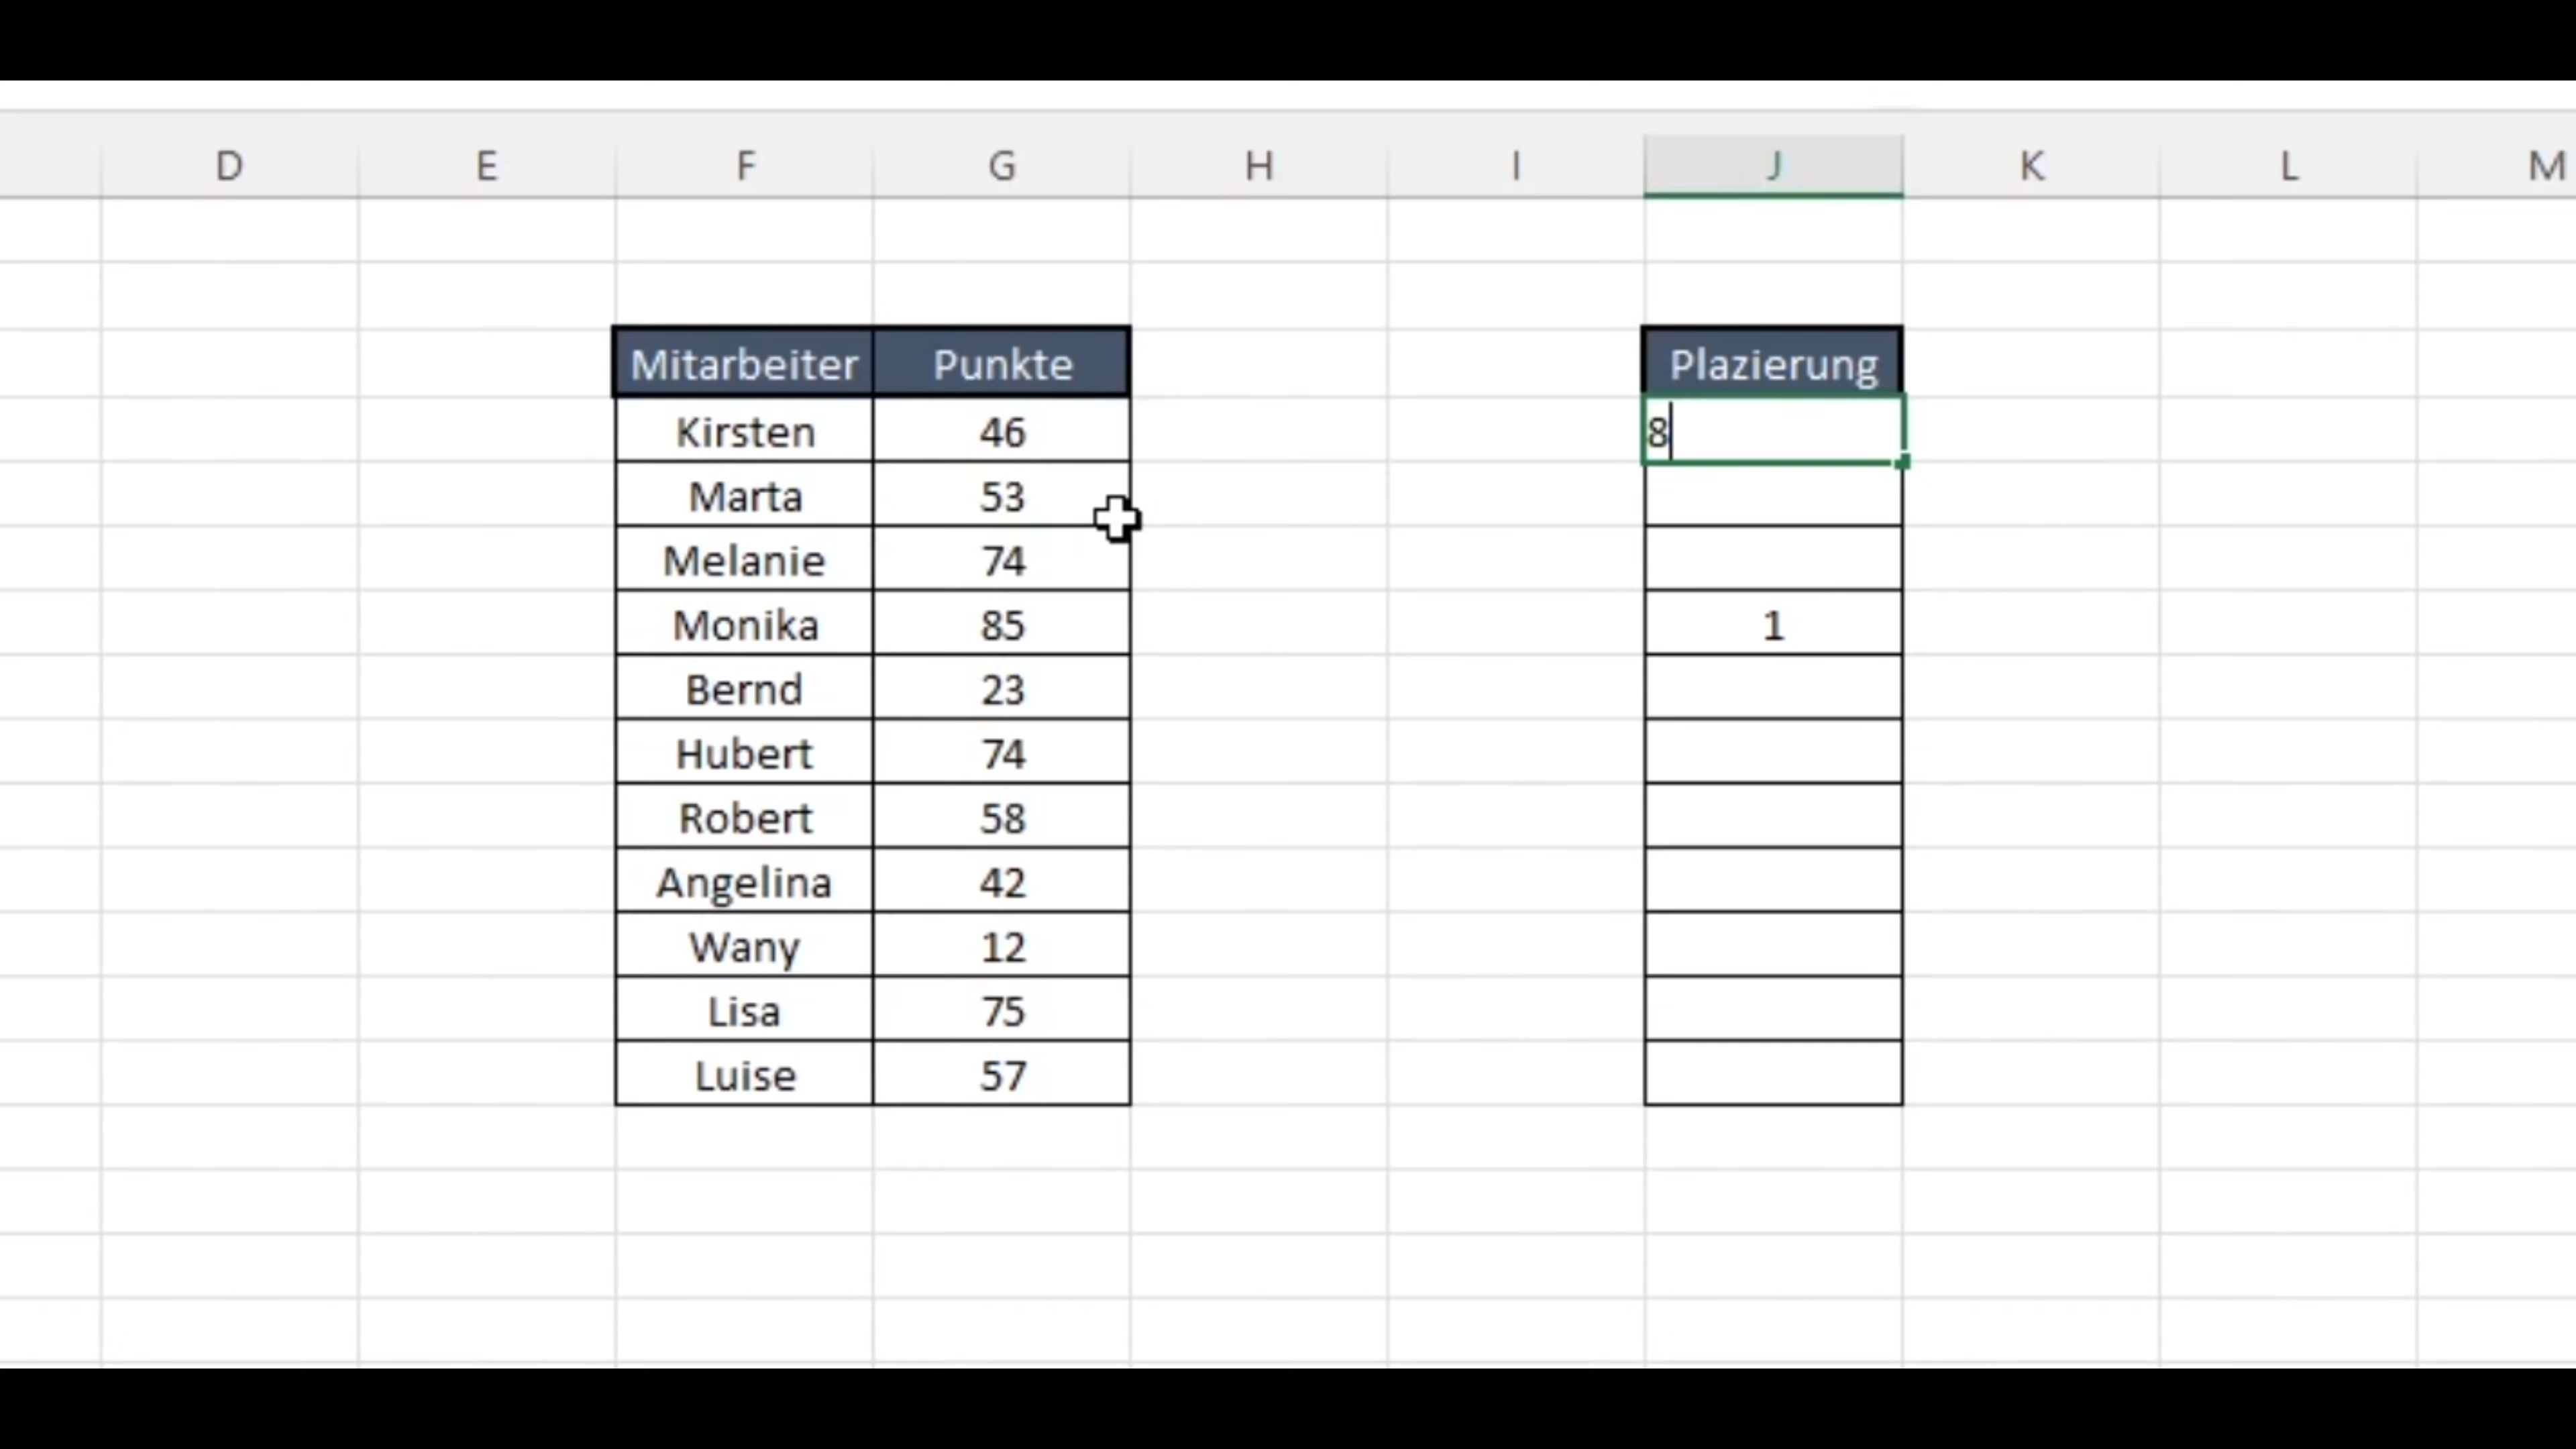 D E F G H I J K L M
Mitarbeiter Punkte Plazierung
Kirsten 46 8
Marta 53
Melanie 74
Monika 85 1
Bernd 23
Hubert 74
Robert 58
Angelina 42
Wany 12
Lisa 75
Luise 57